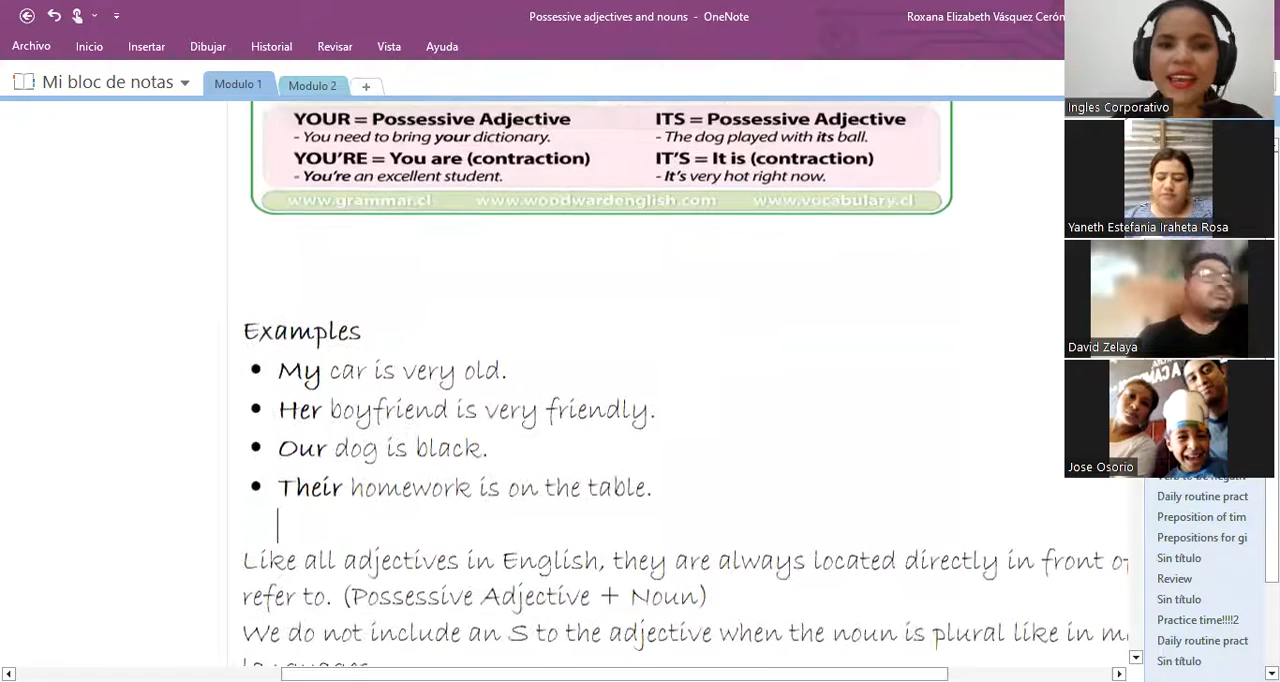 Possessive adjectives and nouns - OneNote
Roxana Elizabeth Vásquez Cerón
Archivo Inicio Insertar Dibujar Historial Revisar Vista Ayuda
Mi bloc de notas Modulo 1 Modulo 2 +
YOUR = Possessive Adjective
- You need to bring your dictionary.
YOU'RE = You are (contraction)
- You're an excellent student.
ITS = Possessive Adjective
- The dog played with its ball.
IT'S = It is (contraction)
- It's very hot right now.
www.grammar.cl www.woodwardenglish.com www.vocabulary.cl
Examples
• My car is very old.
• Her boyfriend is very friendly.
• Our dog is black.
• Their homework is on the table.
Like all adjectives in English, they are always located directly in front of
refer to. (Possessive Adjective + Noun)
We do not include an S to the adjective when the noun is plural like in m
Ingles Corporativo
Yaneth Estefania Iraheta Rosa
David Zelaya
Jose Osorio
Daily routine pract
Preposition of tim
Prepositions for gi
Sin título
Review
Sin título
Practice time!!!!2
Daily routine pract
Sin título